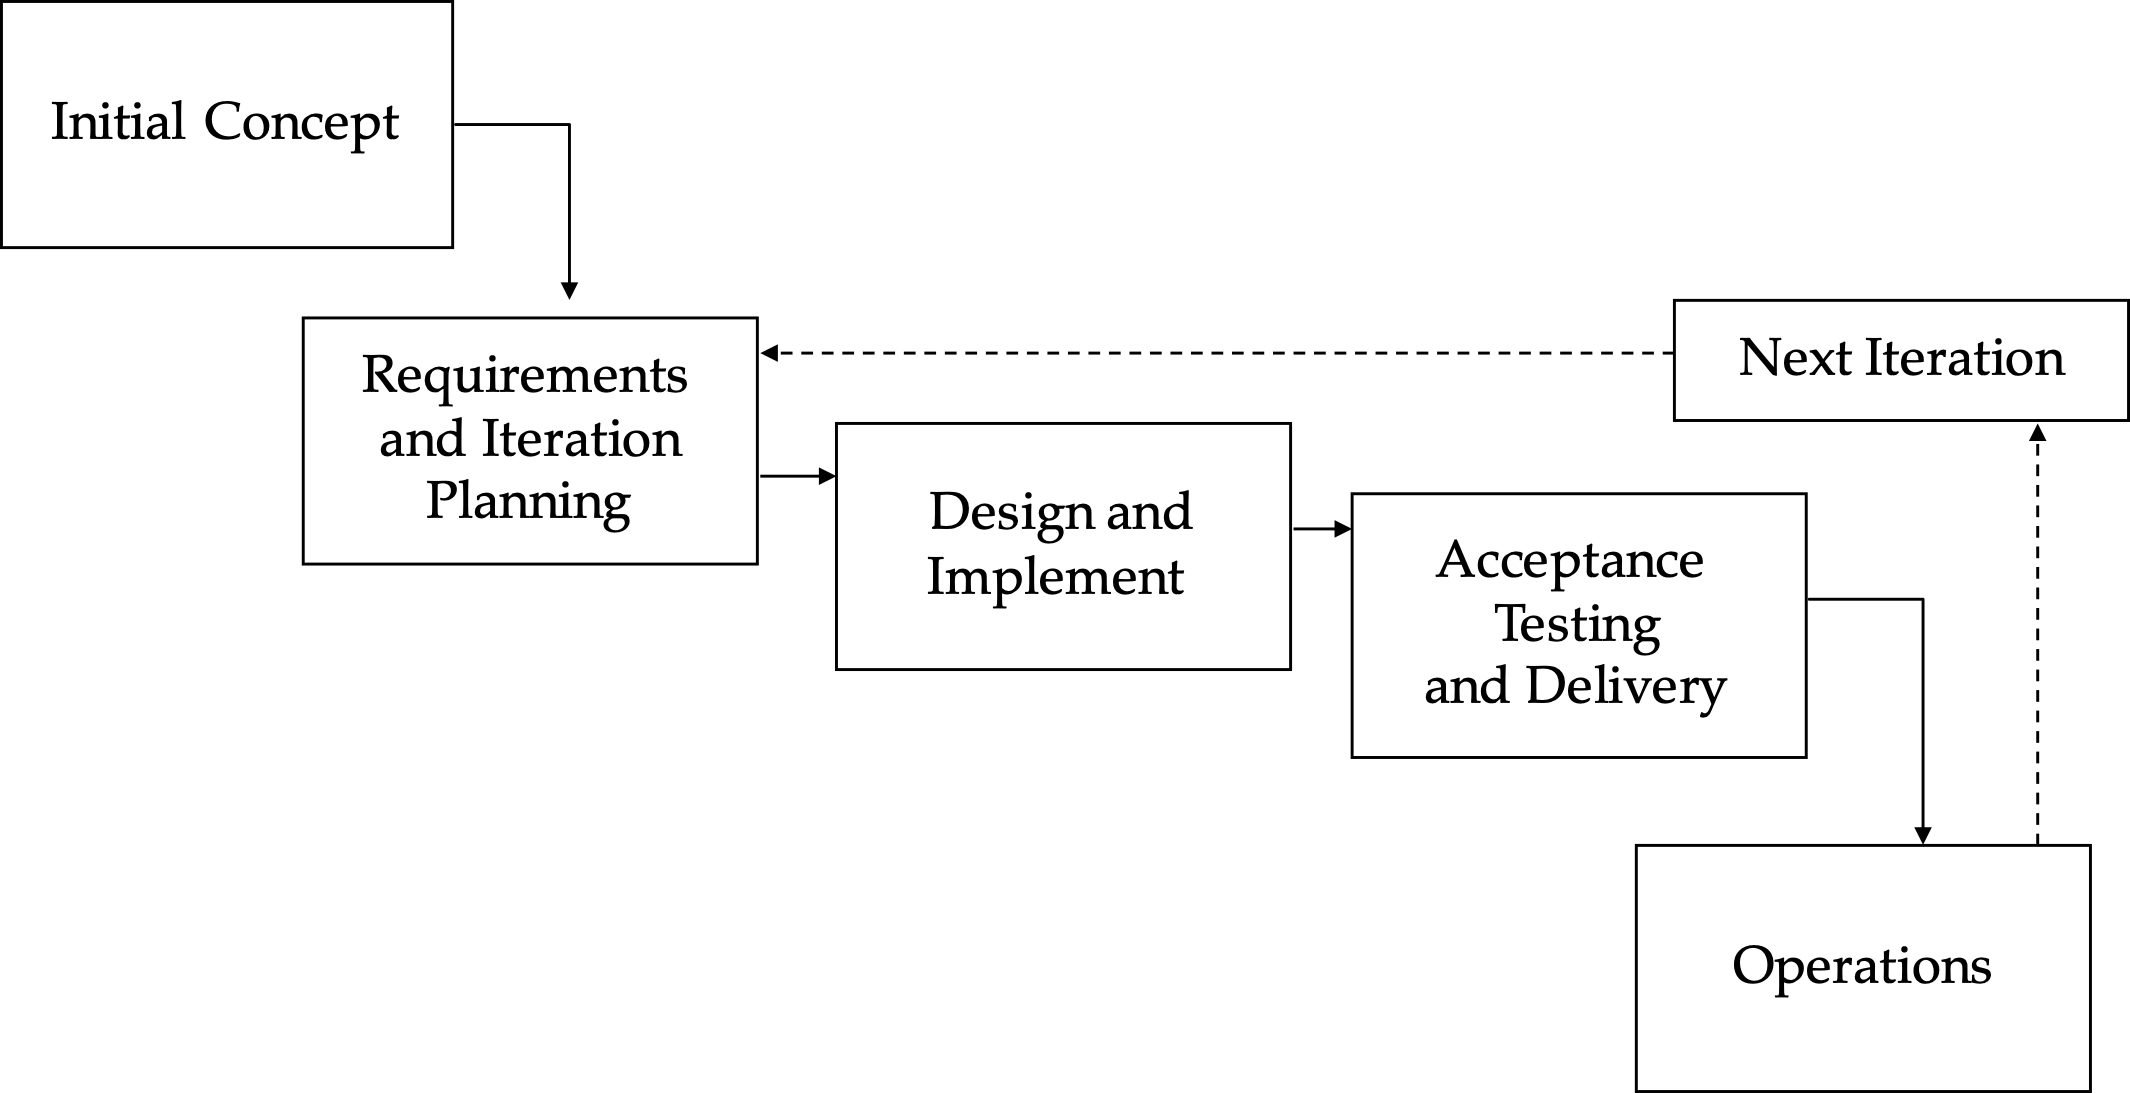 Initial Concept
Requirements
and Iteration
Planning
Next Iteration
Design and
Implement
Acceptance
Testing
and Delivery
Operations